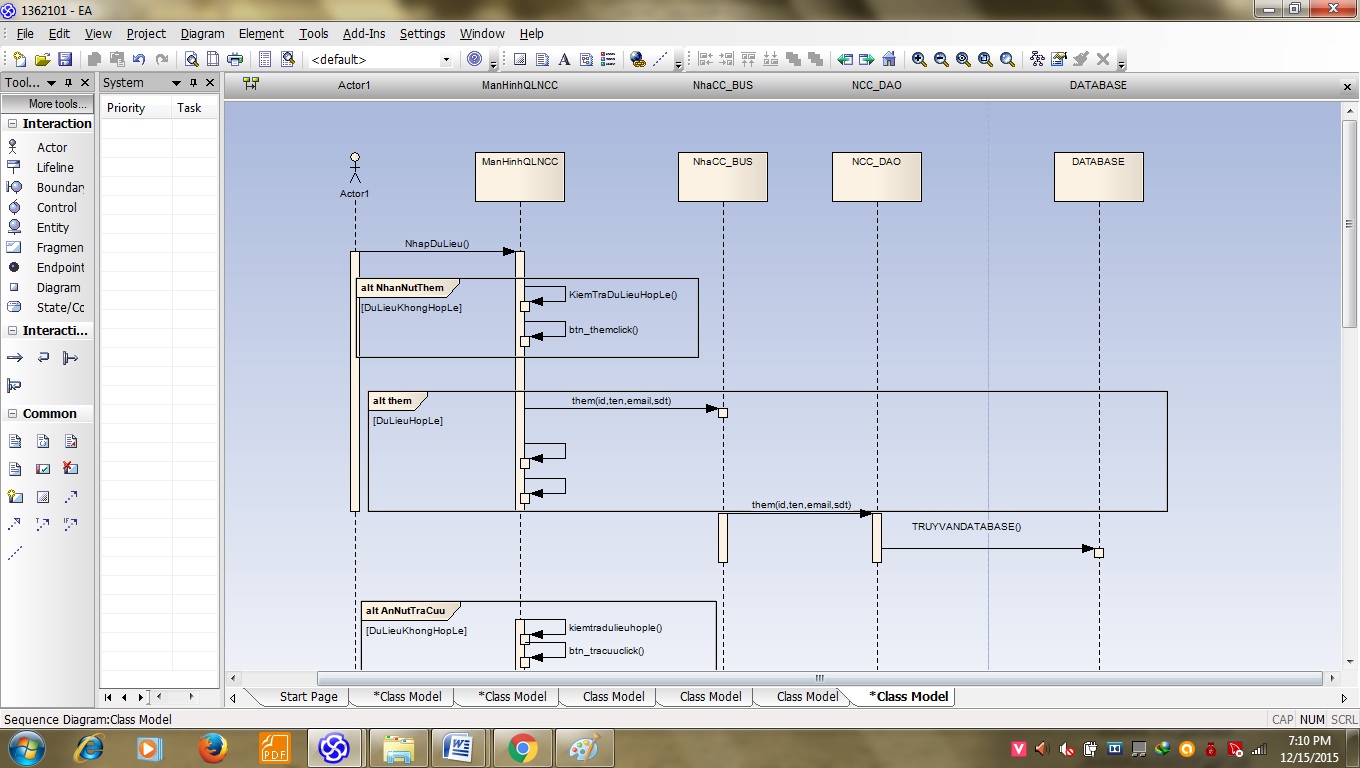 1362101 - EA
File Edit View Project Diagram Element Tools Add-Ins Settings Window Help
<default>
Tool...
System
More tools...
Priority Task
Interaction
Actor
Lifeline
Boundar
Control
Entity
Fragmen
Endpoint
Diagram
State/Co
Interacti...
Common
Actor1 ManHinhQLNCC NhaCC_BUS NCC_DAO DATABASE
ManHinhQLNCC NhaCC_BUS NCC_DAO DATABASE
Actor1
NhapDuLieu()
alt NhanNutThem
[DuLieuKhongHopLe]
KiemTraDuLieuHopLe()
btn_themclick()
alt them
[DuLieuHopLe]
them(id,ten,email,sdt)
them(id,ten,email,sdt)
TRUYVANDATABASE()
alt AnNutTraCuu
[DuLieuKhongHopLe]
kiemtradulieuhople()
btn_tracuuclick()
Start Page *Class Model *Class Model Class Model Class Model Class Model *Class Model
Sequence Diagram:Class Model
CAP NUM SCRL
PDF
7:10 PM
12/15/2015